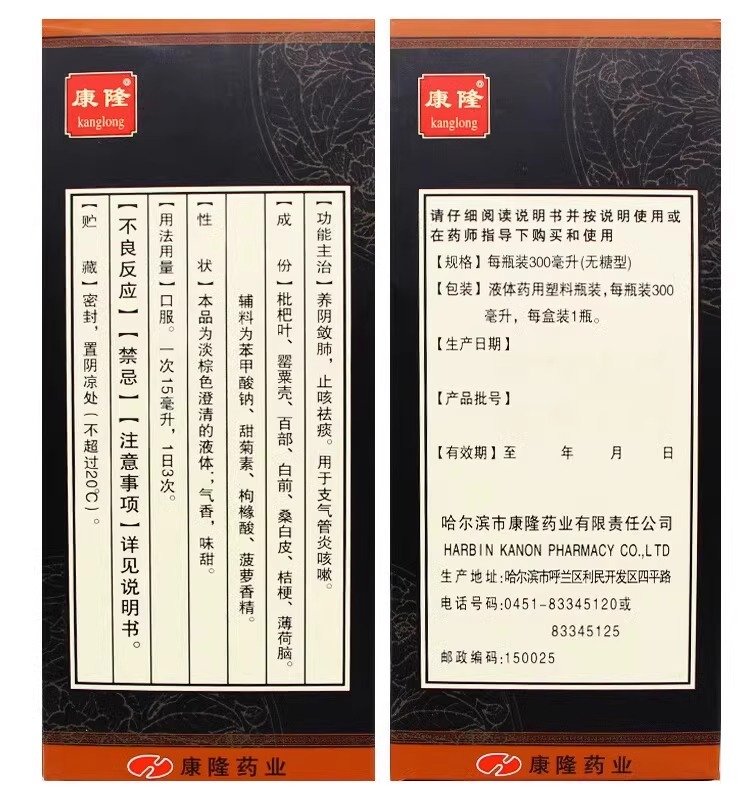 康隆®
kanglong
【功能主治】养阴敛肺，止咳祛痰。用于支气管炎咳嗽。
【成 份】枇杷叶、罂粟壳、百部、白前、桑白皮、桔梗、薄荷脑。
辅料为苯甲酸钠、甜菊素、枸橼酸、菠萝香精。
【性 状】本品为淡棕色澄清的液体；气香，味甜。
【用法用量】口服。一次15毫升，1日3次。
【不良反应】【禁忌】【注意事项】详见说明书。
【贮 藏】密封，置阴凉处（不超过20℃）。
康隆药业
康隆®
kanglong
请仔细阅读说明书并按说明使用或
在药师指导下购买和使用
【规格】每瓶装300毫升(无糖型)
【包装】液体药用塑料瓶装,每瓶装300
毫升，每盒装1瓶。
【生产日期】
【产品批号】
【有效期】至 年 月 日
哈尔滨市康隆药业有限责任公司
HARBIN KANON PHARMACY CO.,LTD
生产地址:哈尔滨市呼兰区利民开发区四平路
电话号码:0451-83345120或
83345125
邮政编码:150025
康隆药业